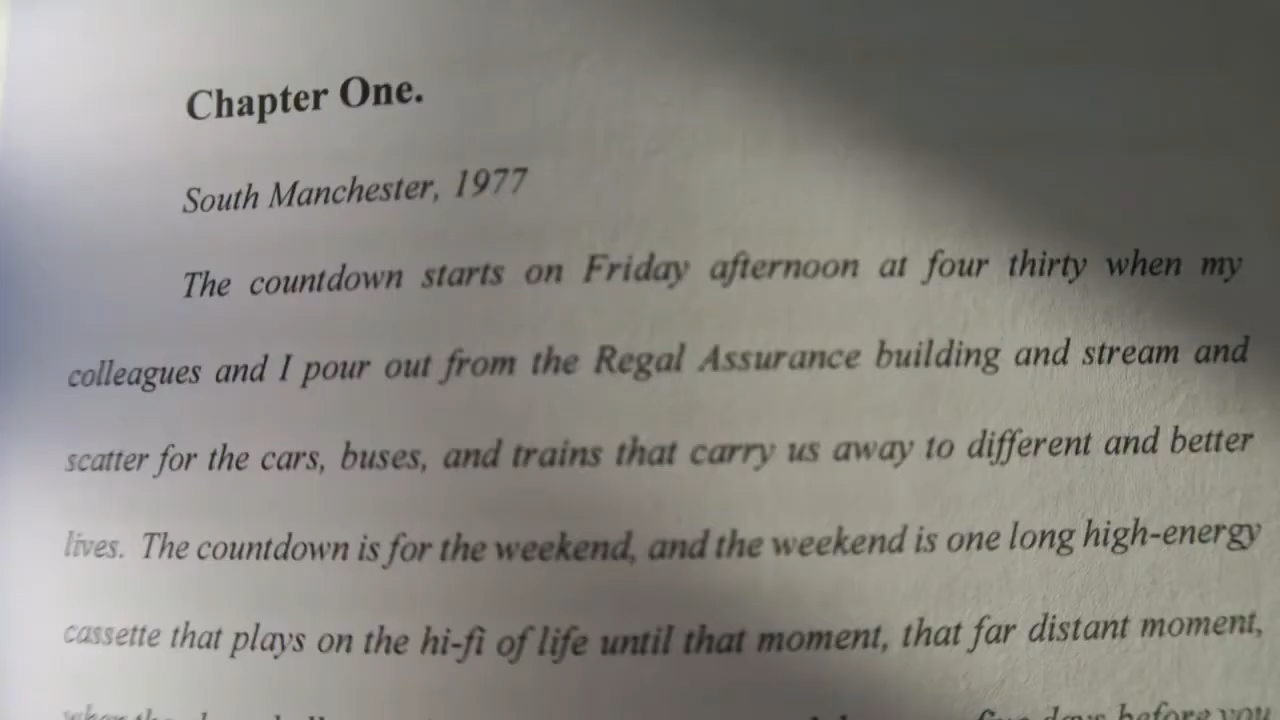 Chapter One.
South Manchester, 1977
The countdown starts on Friday afternoon at four thirty when my
colleagues and I pour out from the Regal Assurance building and stream and
scatter for the cars, buses, and trains that carry us away to different and better
lives. The countdown is for the weekend, and the weekend is one long high-energy
cassette that plays on the hi-fi of life until that moment, that far distant moment,
days before you